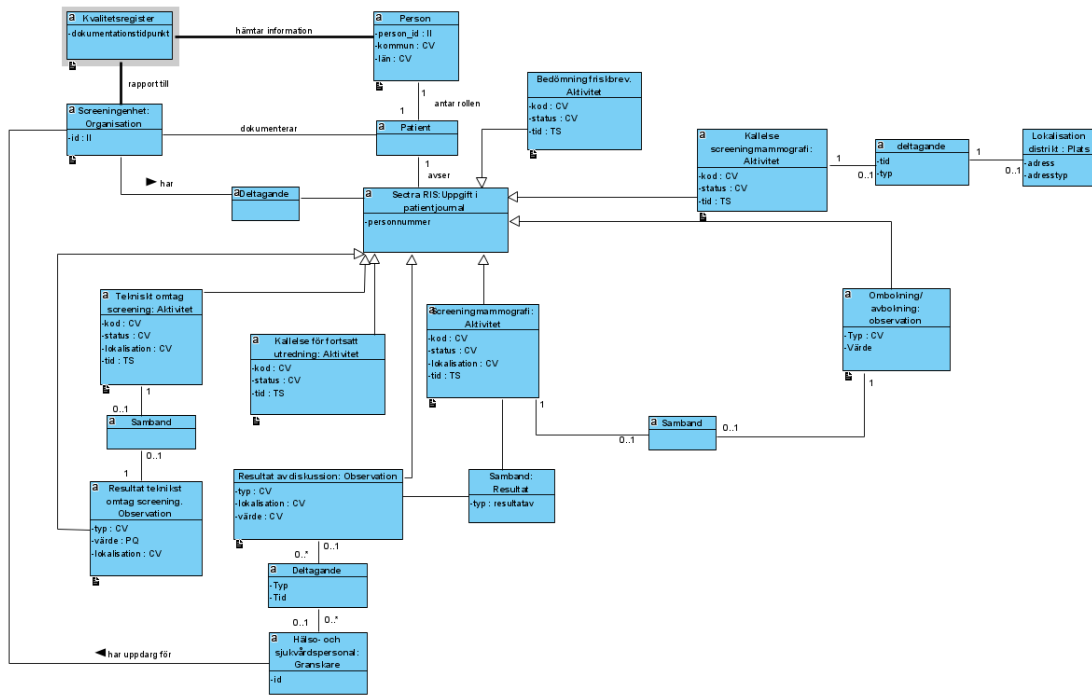 a Kvalitetsregister
-dokumentationstidpunkt
hämtar information
a Person
-person_id : II
-kommun : CV
-län : CV
rapport till
1
antar rollen
1
a Screeningenhet:
Organisation
-id : II
dokumenterar
a Patient
1
avser
har
a Deltagande
a Sectra RIS:Uppgift i
patientjournal
-personnummer
Bedömning friskbrev.
Aktivitet
-kod : CV
-status : CV
-tid : TS
a Kallelse
screeningmammografi:
Aktivitet
-kod : CV
-status : CV
-tid : TS
1
0..1
a deltagande
-tid
-typ
1
0..1
Lokalisation
distrikt : Plats
-adress
-adresstyp
a Tekniskt omtag
screening: Aktivitet
-kod : CV
-status : CV
-lokalisation : CV
-tid : TS
1
0..1
a Samband
0..1
1
a Resultat teknikst
omtag screening.
Observation
-typ : CV
-värde : PQ
-lokalisation : CV
a Kallelse för fortsatt
utredning: Aktivitet
-kod : CV
-status : CV
-tid : TS
a Screeningmammografi:
Aktivitet
-kod : CV
-status : CV
-lokalisation : CV
-tid : TS
1
0..1
a Samband
0..1
1
a Ombokning/
avbokning:
observation
-Typ : CV
-Värde
Resultat av diskussion: Observation
-typ : CV
-lokalisation : CV
-värde : CV
Samband:
Resultat
-typ : resultatav
0..*
0..1
a Deltagande
-Typ
-Tid
0..1
0..*
a Hälso- och
sjukvårdspersonal:
Granskare
-id
har uppdarg för